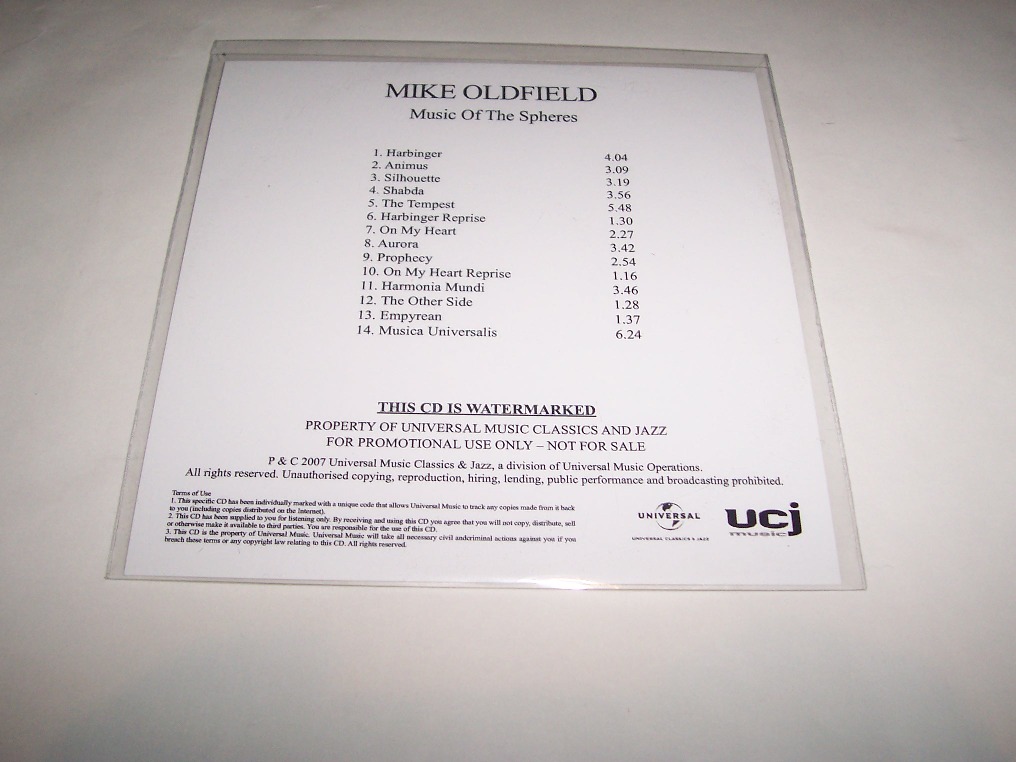 MIKE OLDFIELD
Music Of The Spheres
1. Harbinger 4.04
2. Animus 3.09
3. Silhouette 3.19
4. Shabda 3.56
5. The Tempest 5.48
6. Harbinger Reprise 1.30
7. On My Heart 2.27
8. Aurora 3.42
9. Prophecy 2.54
10. On My Heart Reprise 1.16
11. Harmonia Mundi 3.46
12. The Other Side 1.28
13. Empyrean 1.37
14. Musica Universalis 6.24
THIS CD IS WATERMARKED
PROPERTY OF UNIVERSAL MUSIC CLASSICS AND JAZZ
FOR PROMOTIONAL USE ONLY – NOT FOR SALE
P & C 2007 Universal Music Classics & Jazz, a division of Universal Music Operations.
All rights reserved. Unauthorised copying, reproduction, hiring, lending, public performance and broadcasting prohibited.
Terms of Use
1. This specific CD has been individually marked with a unique code that allows Universal Music to track any copies made from it back
to you (including copies distributed on the Internet).
2. This CD has been supplied to you for listening only. By receiving and using this CD you agree that you will not copy, distribute, sell
or otherwise make it available to third parties. You are responsible for the use of this CD.
3. This CD is the property of Universal Music. Universal Music will take all necessary civil andcriminal actions against you if you
breach these terms or any copyright law relating to this CD. All rights reserved.
UNIVERSAL
UNIVERSAL CLASSICS & JAZZ
ucj
music